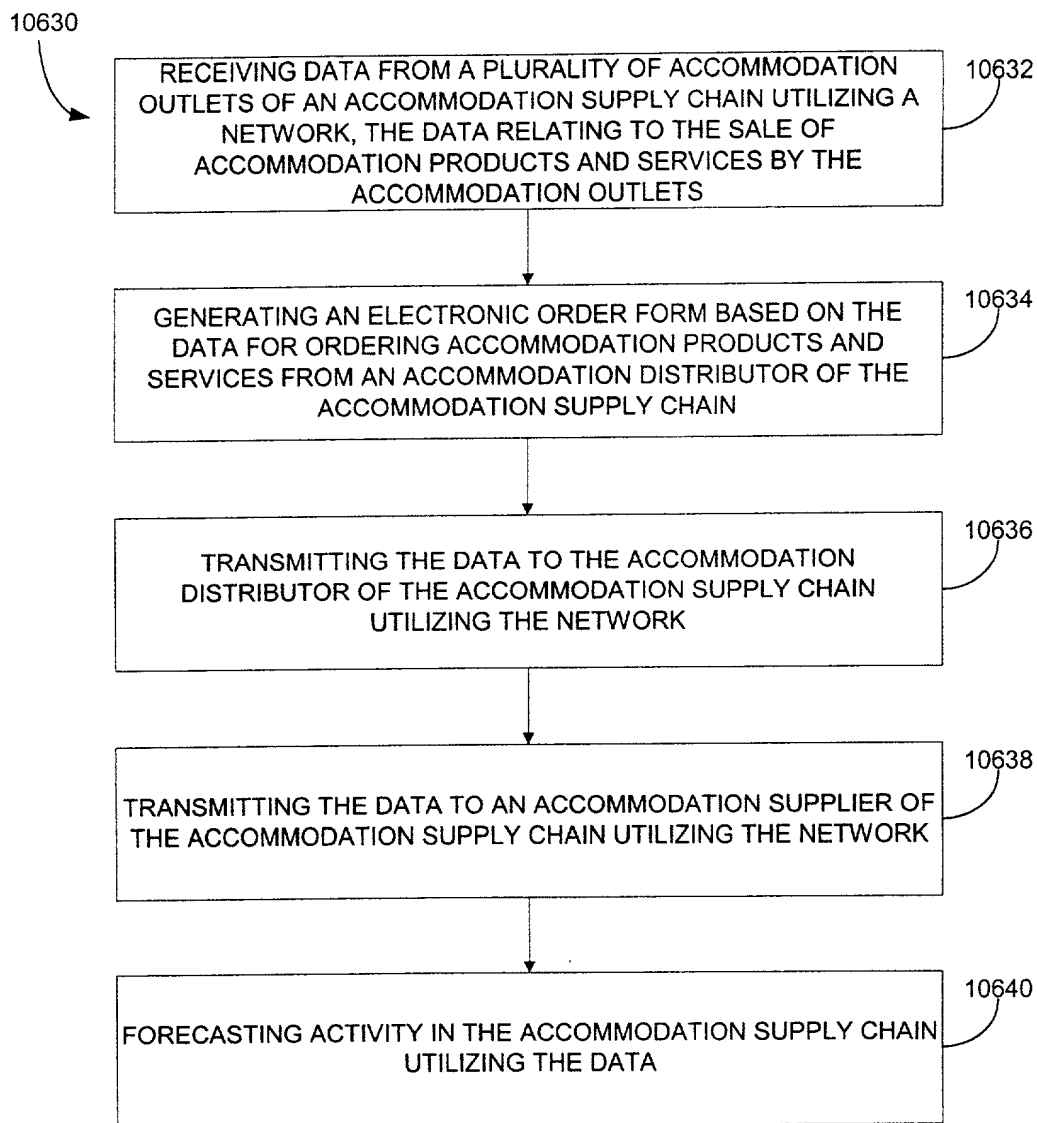 10630
RECEIVING DATA FROM A PLURALITY OF ACCOMMODATION
OUTLETS OF AN ACCOMMODATION SUPPLY CHAIN UTILIZING A
NETWORK, THE DATA RELATING TO THE SALE OF
ACCOMMODATION PRODUCTS AND SERVICES BY THE
ACCOMMODATION OUTLETS
10632
GENERATING AN ELECTRONIC ORDER FORM BASED ON THE
DATA FOR ORDERING ACCOMMODATION PRODUCTS AND
SERVICES FROM AN ACCOMMODATION DISTRIBUTOR OF THE
ACCOMMODATION SUPPLY CHAIN
10634
TRANSMITTING THE DATA TO THE ACCOMMODATION
DISTRIBUTOR OF THE ACCOMMODATION SUPPLY CHAIN
UTILIZING THE NETWORK
10636
TRANSMITTING THE DATA TO AN ACCOMMODATION SUPPLIER OF
THE ACCOMMODATION SUPPLY CHAIN UTILIZING THE NETWORK
10638
FORECASTING ACTIVITY IN THE ACCOMMODATION SUPPLY CHAIN
UTILIZING THE DATA
10640